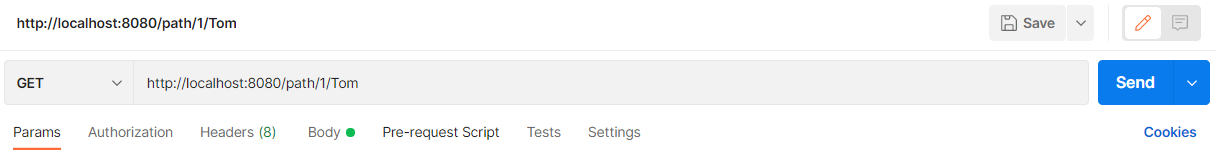 http://localhost:8080/path/1/Tom Save
GET http://localhost:8080/path/1/Tom Send
Params Authorization Headers (8) Body Pre-request Script Tests Settings Cookies